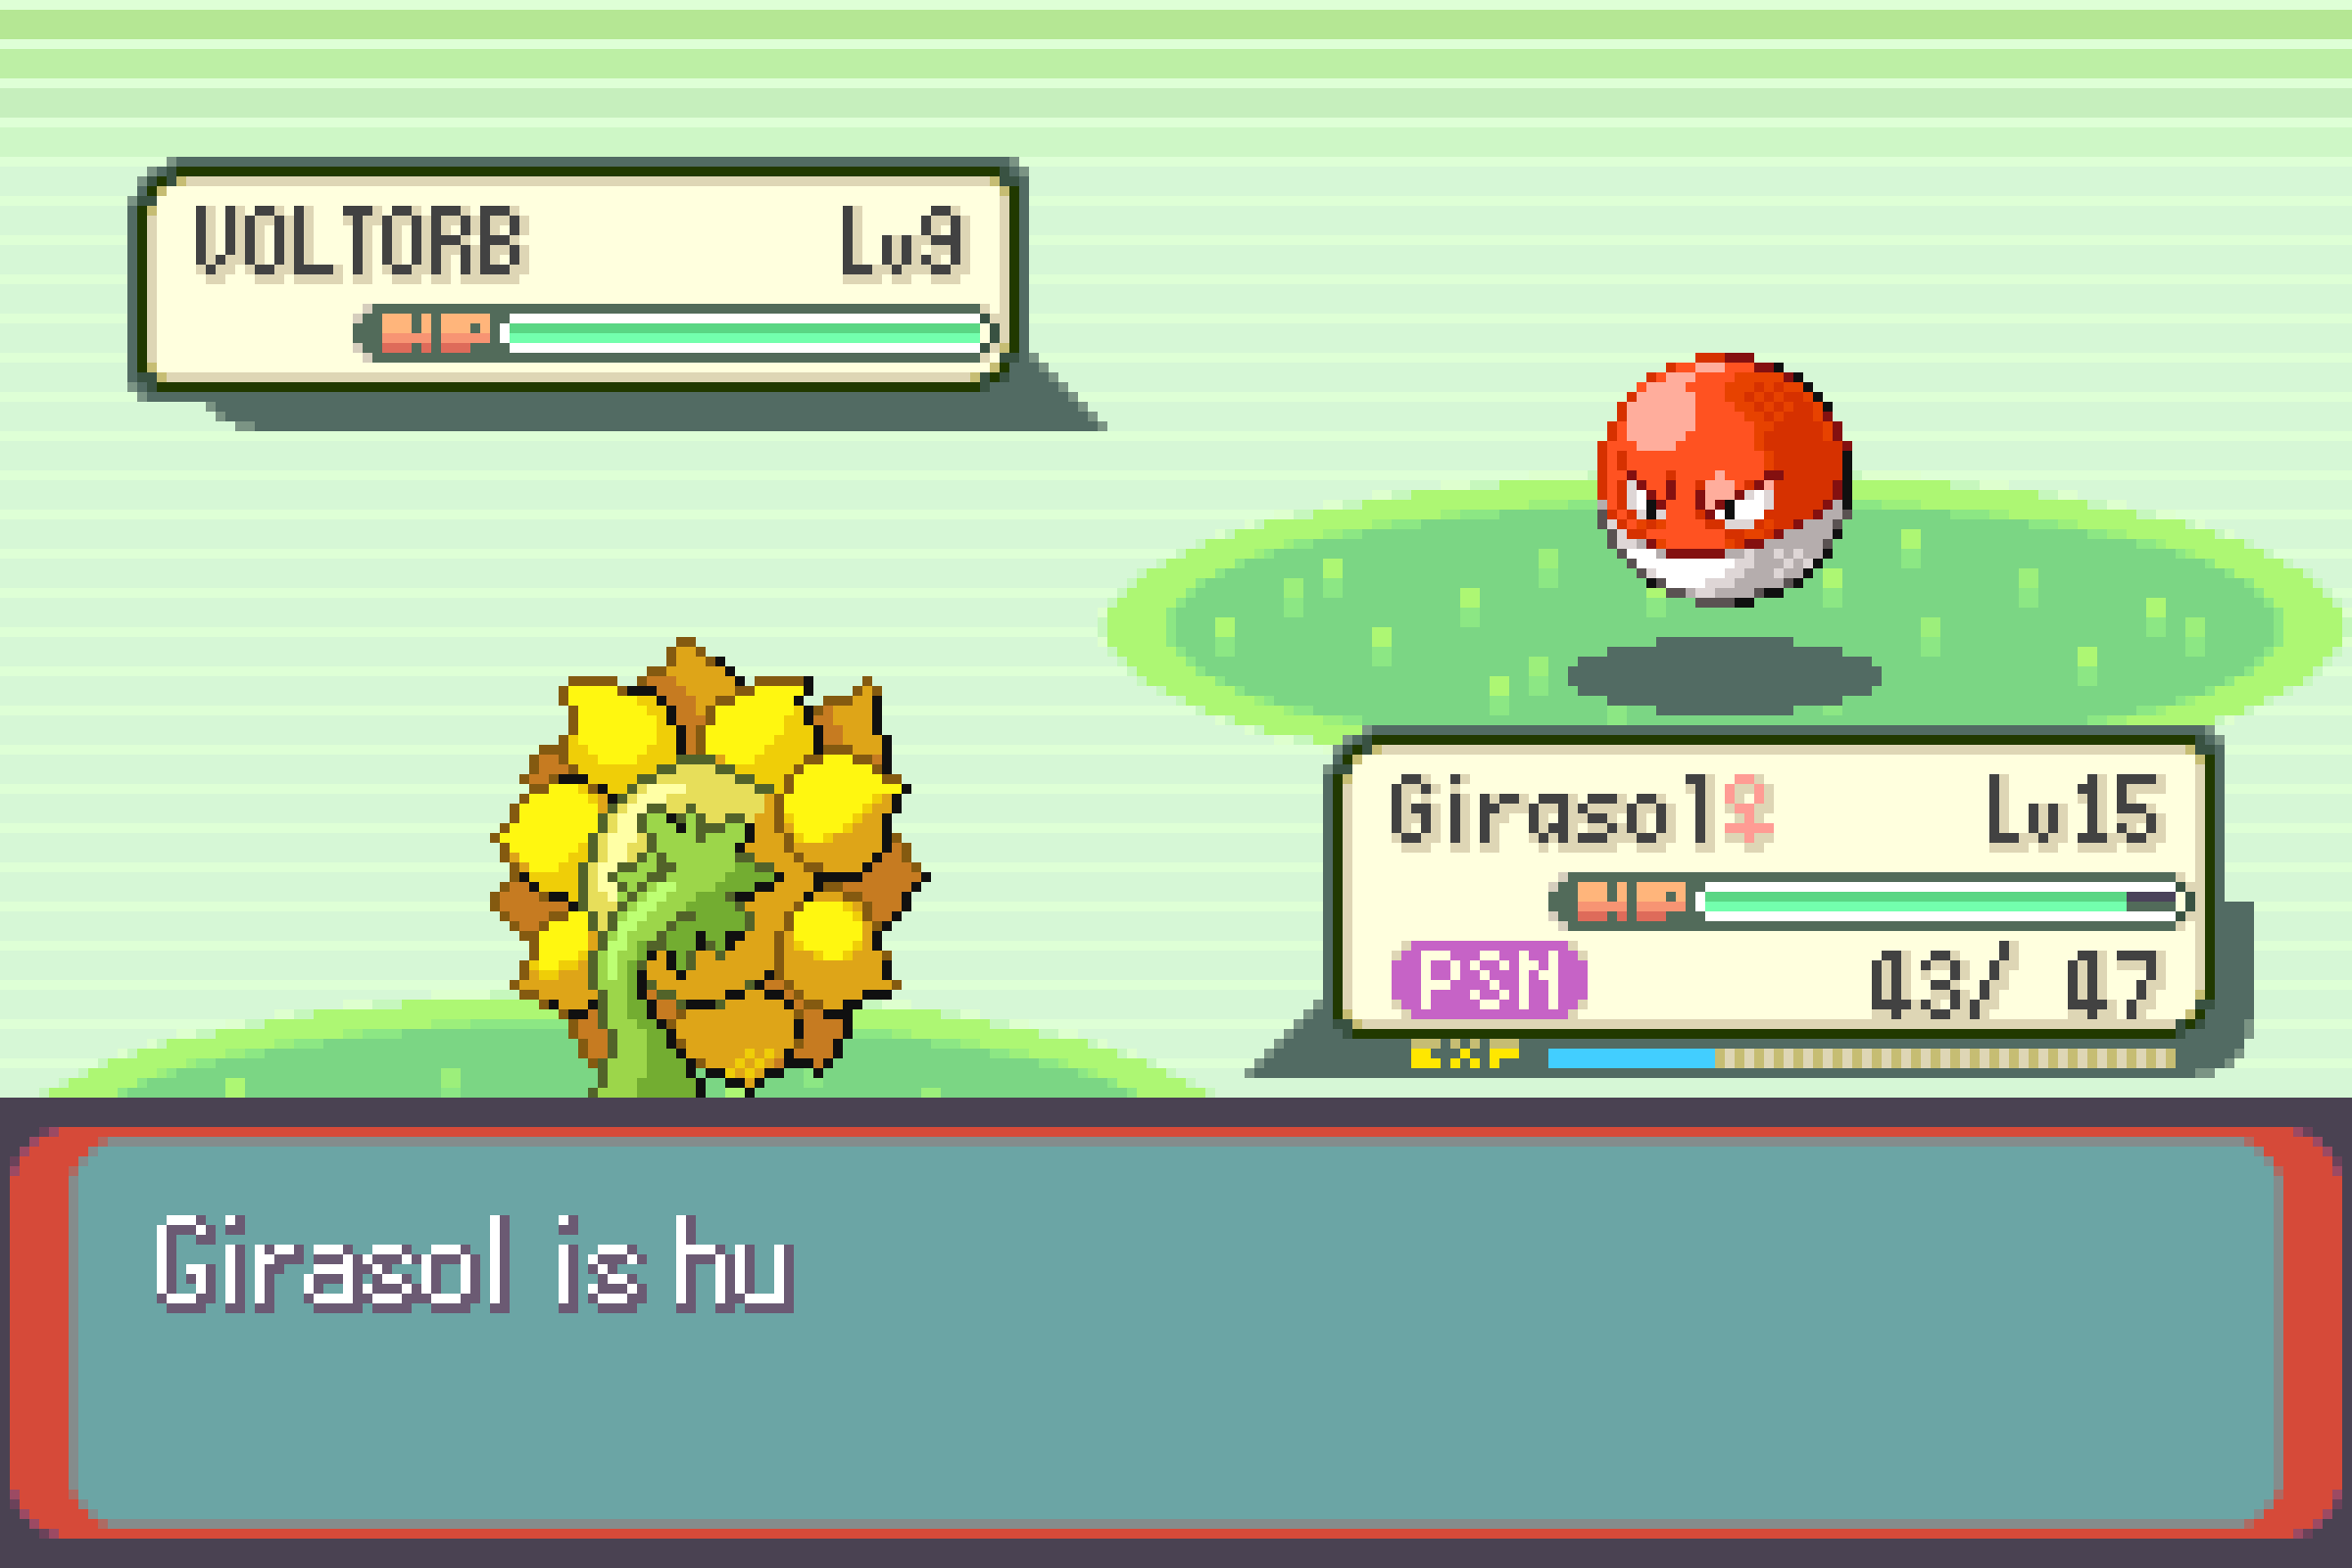 VOLTORB Lv9
HP
Girasol♀ Lv15
HP
PSN 43/ 47
EXP
Girasol is hu